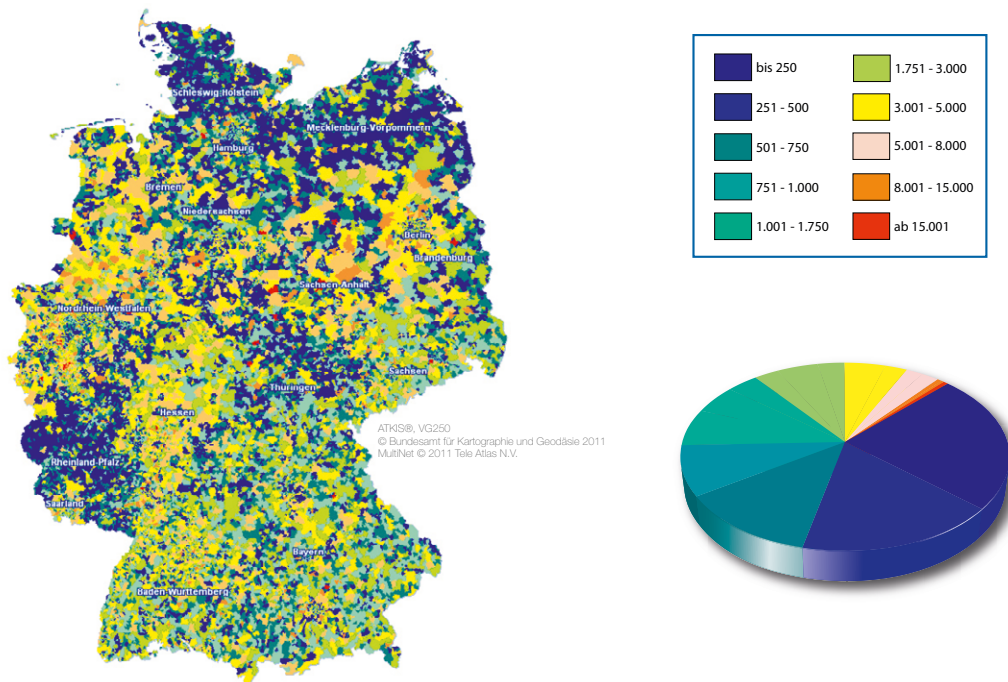 Schleswig-Holstein
Mecklenburg-Vorpommern
Hamburg
Bremen
Niedersachsen
Berlin
Brandenburg
Sachsen-Anhalt
Nordrhein-Westfalen
Sachsen
Thüringen
Hessen
Rheinland-Pfalz
Saarland
Bayern
Baden-Württemberg
ATKIS®, VG250
© Bundesamt für Kartographie und Geodäsie 2011
MultiNet © 2011 Tele Atlas N.V.
bis 250
251 - 500
501 - 750
751 - 1.000
1.001 - 1.750
1.751 - 3.000
3.001 - 5.000
5.001 - 8.000
8.001 - 15.000
ab 15.001